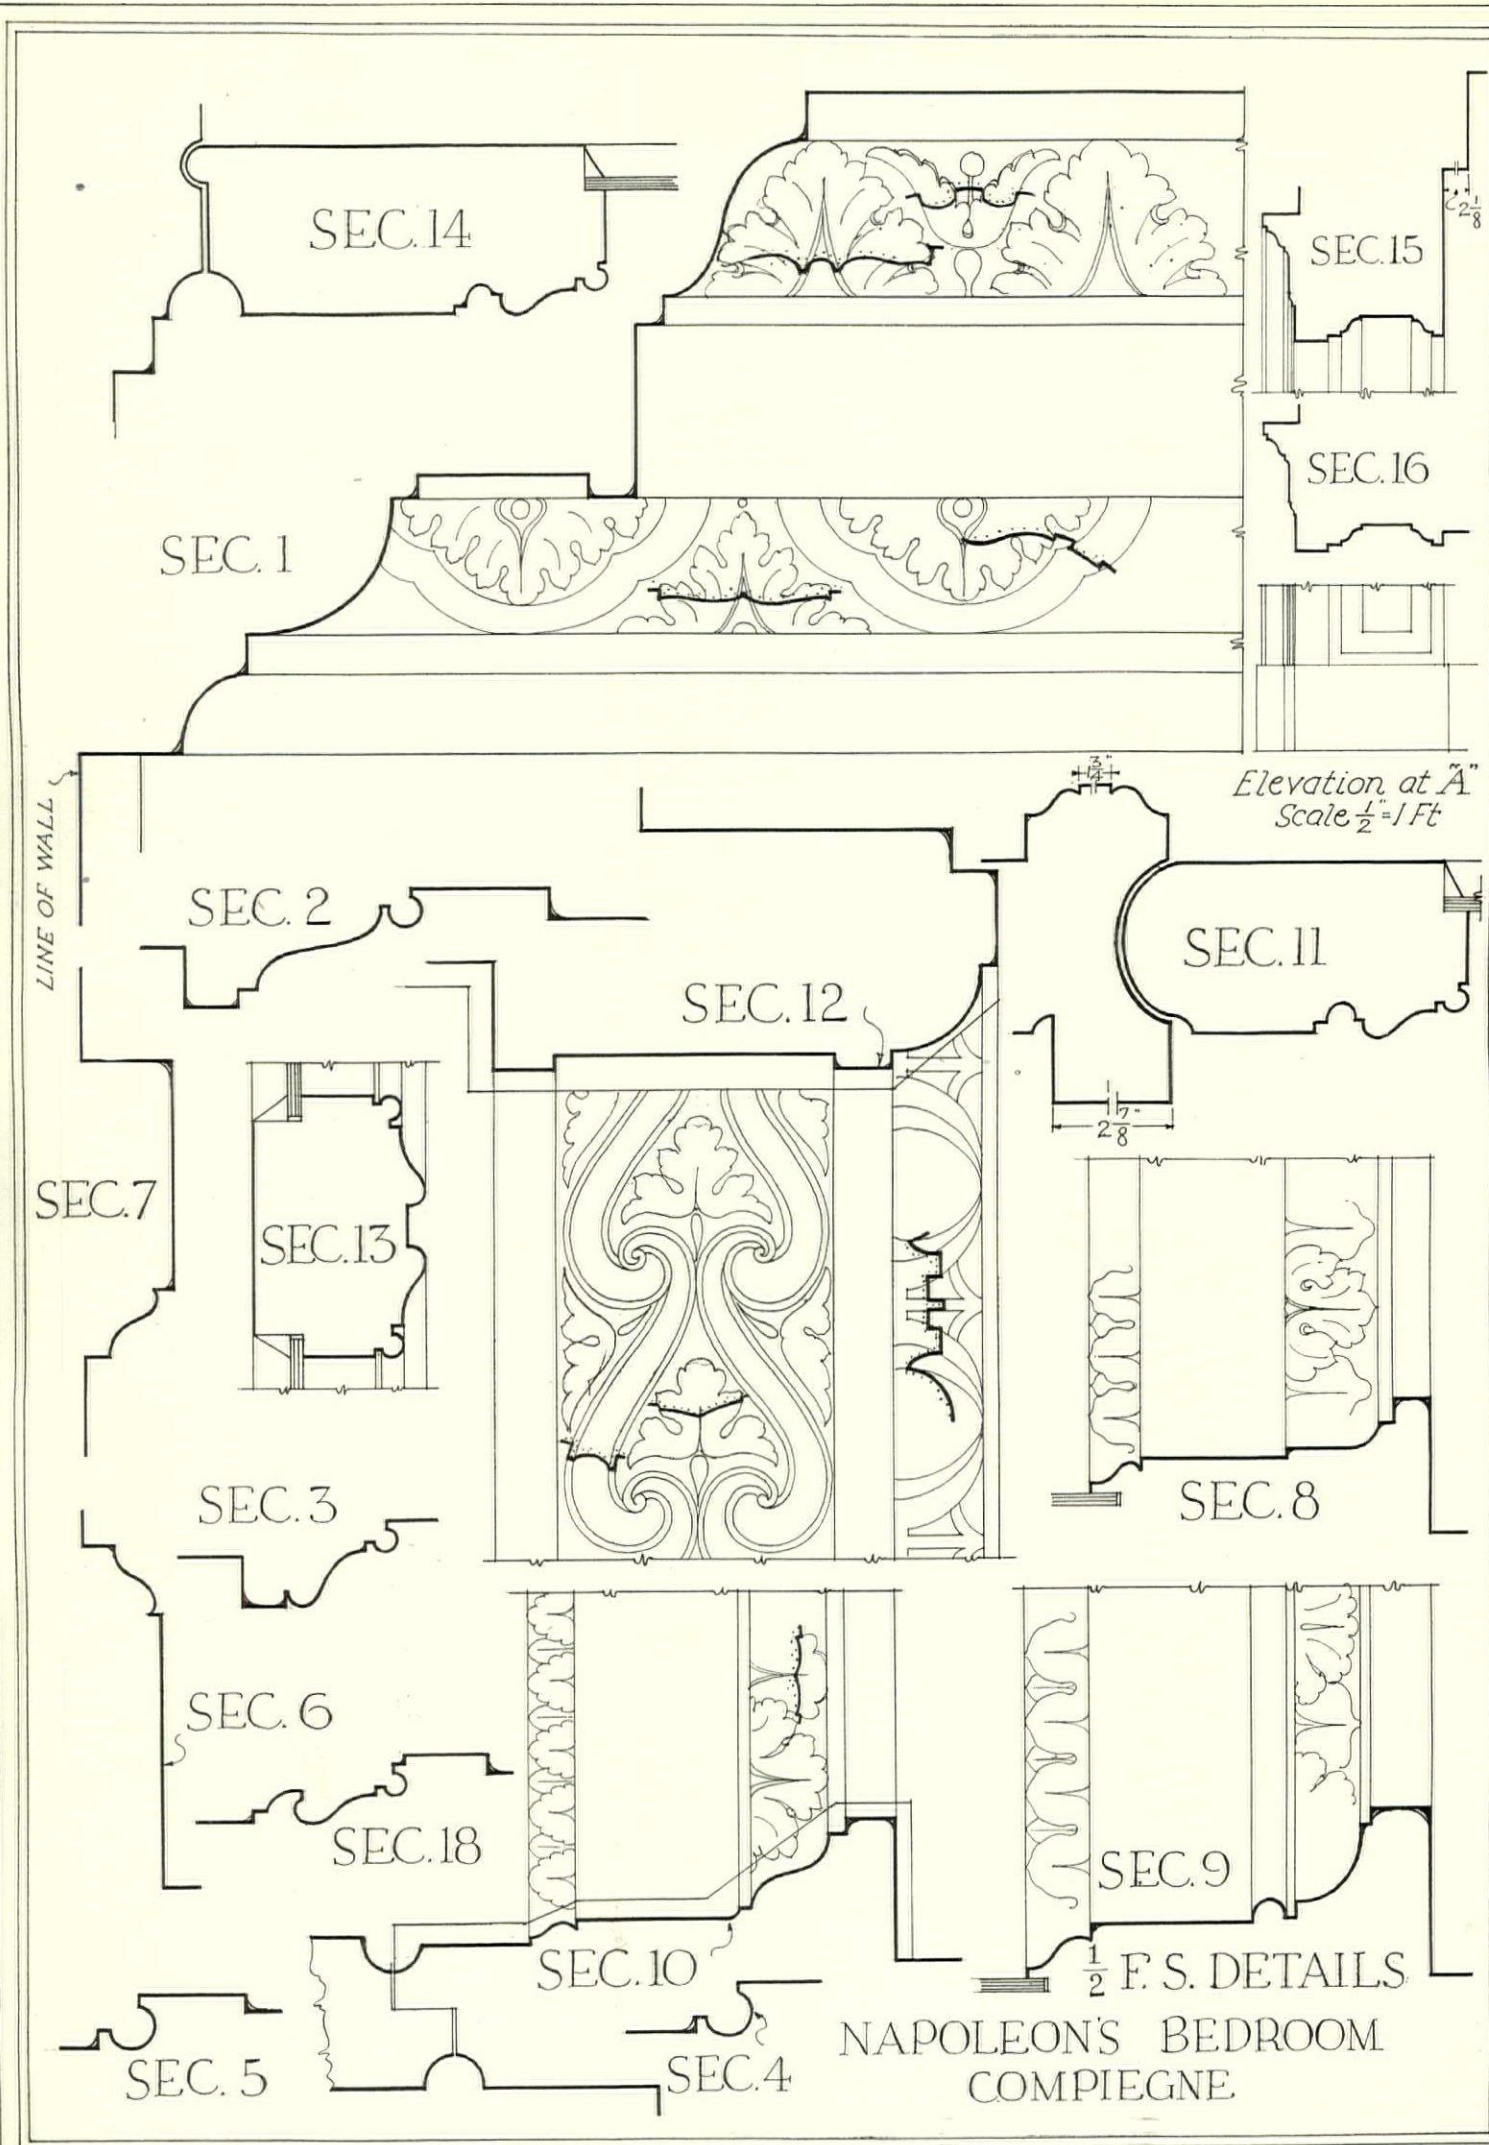 SEC. 14
2 1/8
SEC. 15
SEC. 16
SEC. 1
3/4"
Elevation at "A"
Scale 1/2" = 1 Ft
LINE OF WALL
SEC. 2
SEC. 12
SEC. 11
2 7/8"
SEC. 7
SEC. 13
SEC. 3
SEC. 8
SEC. 6
SEC. 18
SEC. 9
SEC. 10
1/2 F. S. DETAILS
SEC. 5
SEC. 4
NAPOLEON'S BEDROOM
COMPIEGNE